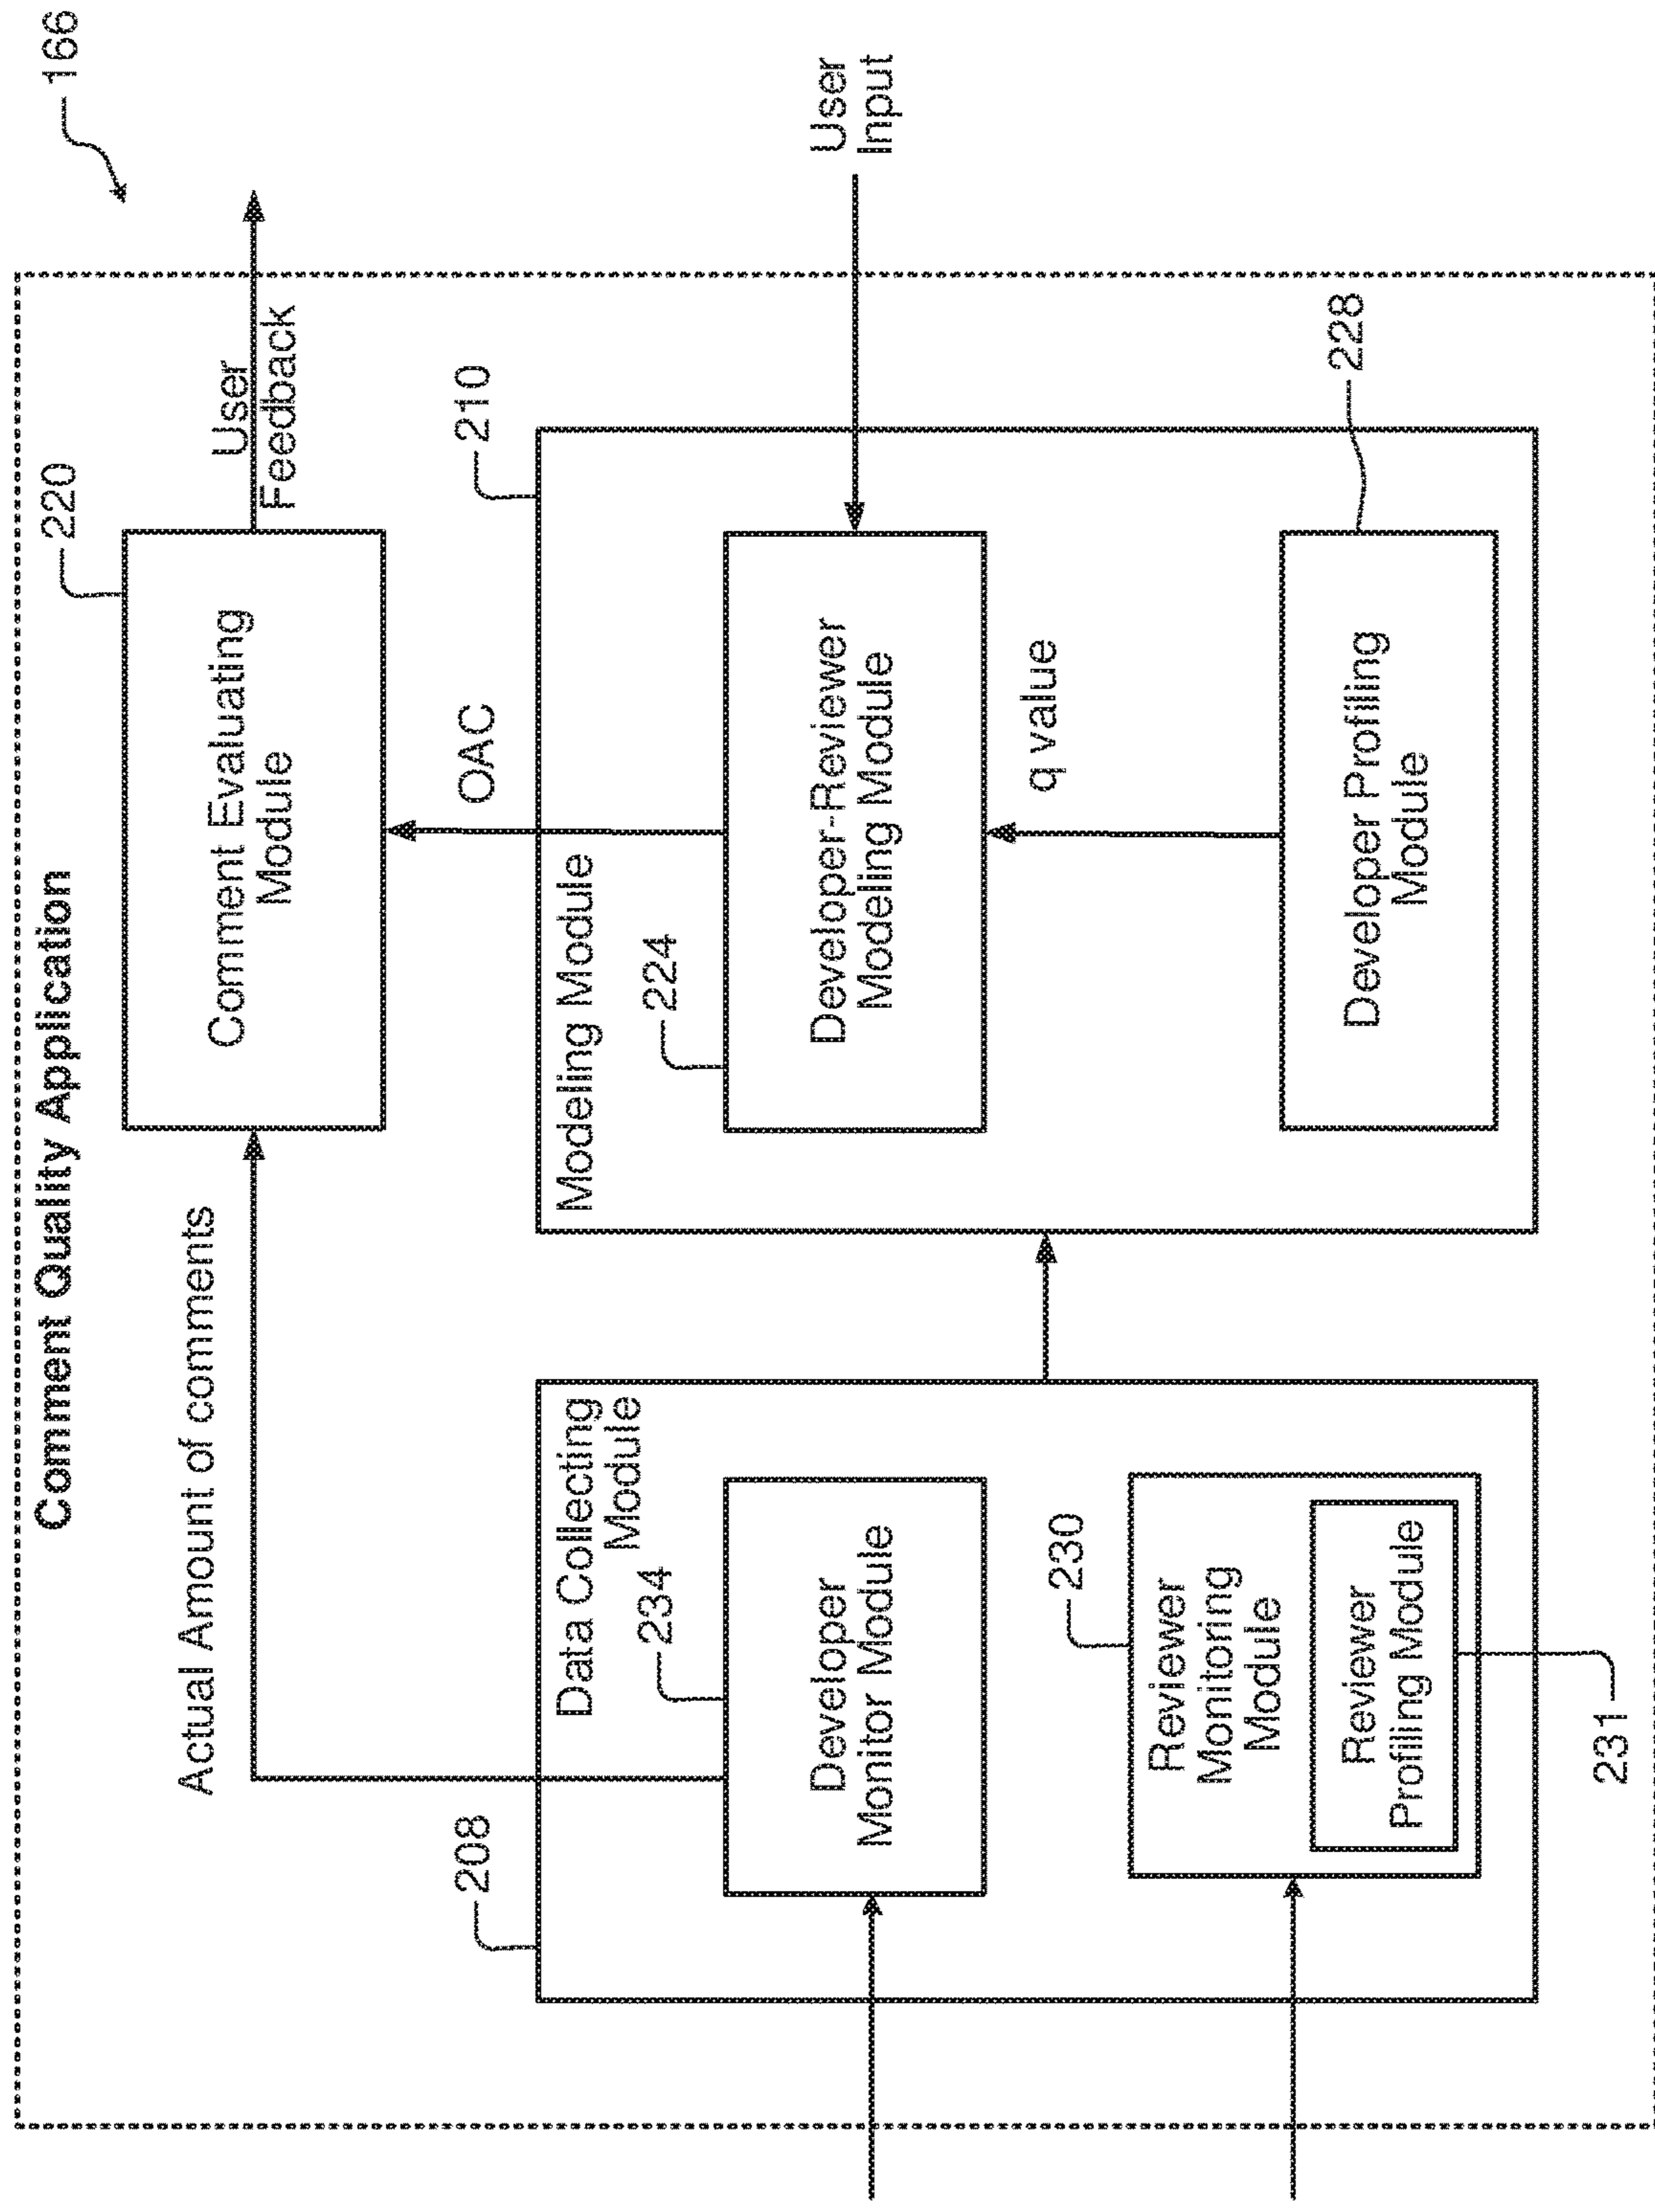 166
Comment Quality Application
Actual Amount of comments
220
Comment Evaluating
Module
User
Feedback
208
Data Collecting
Module
234
Developer
Monitor Module
230
Reviewer
Monitoring
Module
Reviewer
Profiling Module
231
OAC
210
Modeling Module
224
Developer-Reviewer
Modeling Module
User
Input
q value
Developer Profiling
Module
228